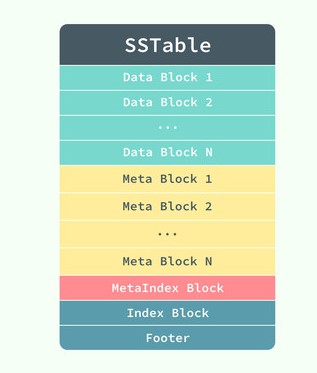 SSTable
Data Block 1
Data Block 2
...
Data Block N
Meta Block 1
Meta Block 2
...
Meta Block N
MetaIndex Block
Index Block
Footer